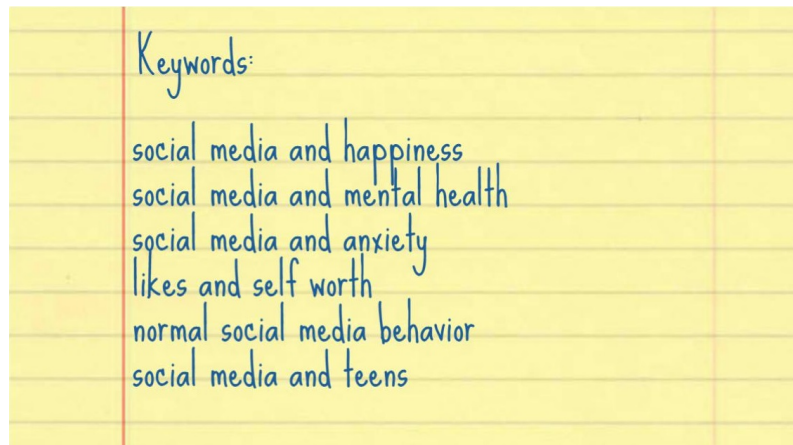 Keywords:
social media and happiness
social media and mental health
social media and anxiety
likes and self worth
normal social media behavior
social media and teens